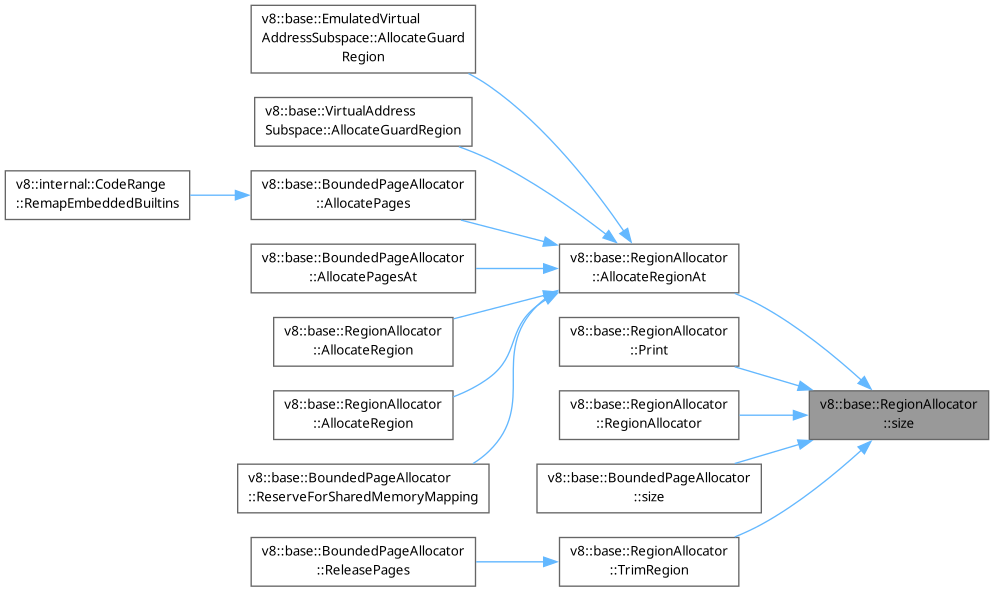 v8::base::EmulatedVirtual
AddressSubspace::AllocateGuard
Region
v8::base::VirtualAddress
Subspace::AllocateGuardRegion
v8::internal::CodeRange
::RemapEmbeddedBuiltins
v8::base::BoundedPageAllocator
::AllocatePages
v8::base::BoundedPageAllocator
::AllocatePagesAt
v8::base::RegionAllocator
::AllocateRegionAt
v8::base::RegionAllocator
::AllocateRegion
v8::base::RegionAllocator
::Print
v8::base::RegionAllocator
::AllocateRegion
v8::base::RegionAllocator
::RegionAllocator
v8::base::RegionAllocator
::size
v8::base::BoundedPageAllocator
::ReserveForSharedMemoryMapping
v8::base::BoundedPageAllocator
::size
v8::base::BoundedPageAllocator
::ReleasePages
v8::base::RegionAllocator
::TrimRegion